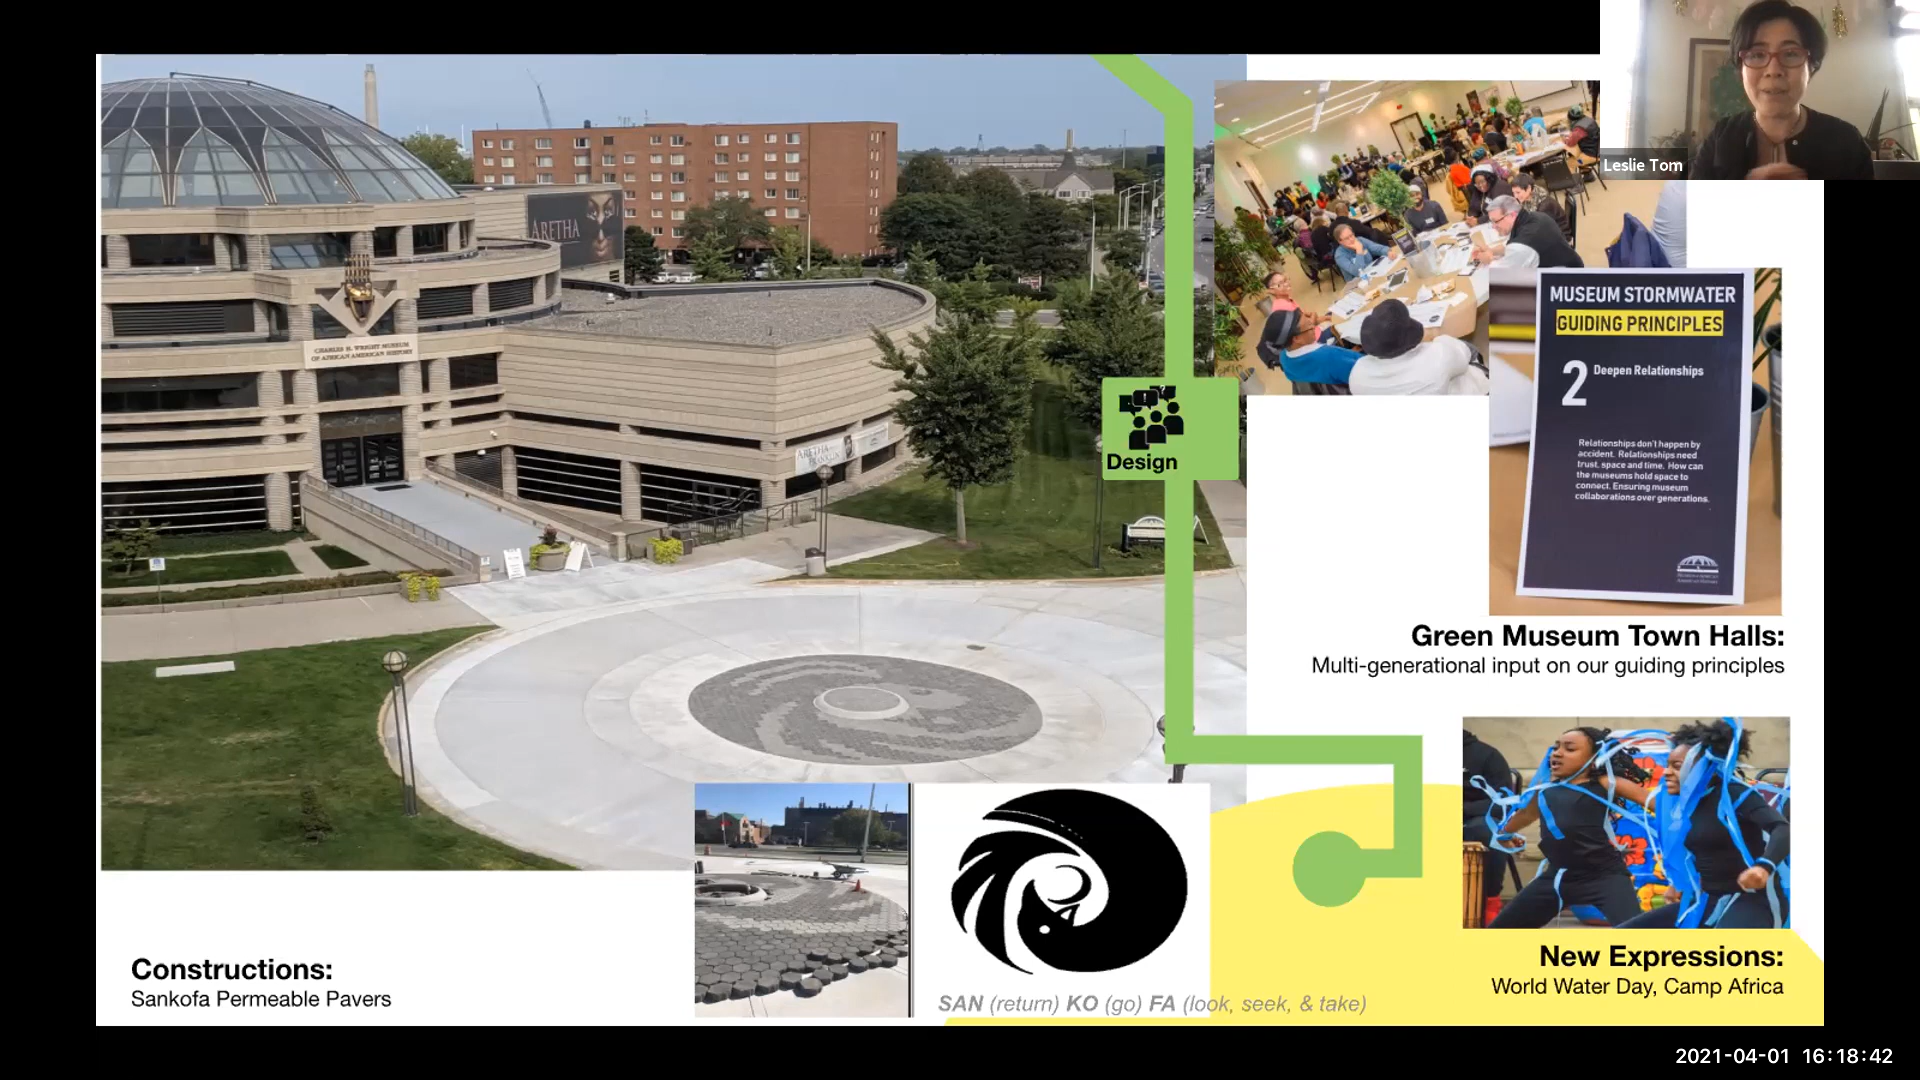 Leslie Tom
ARETHA
CHARLES H. WRIGHT MUSEUM
OF AFRICAN AMERICAN HISTORY
ARETHA
FRANKLIN
Design
MUSEUM STORMWATER
GUIDING PRINCIPLES
2 Deepen Relationships
Relationships don't happen by
accident. Relationships need
trust, space and time. How can
the museums hold space to
connect. Ensuring museum
collaborations over generations.
Green Museum Town Halls:
Multi-generational input on our guiding principles
New Expressions:
World Water Day, Camp Africa
Constructions:
Sankofa Permeable Pavers
SAN (return) KO (go) FA (look, seek, & take)
2021-04-01 16:18:42